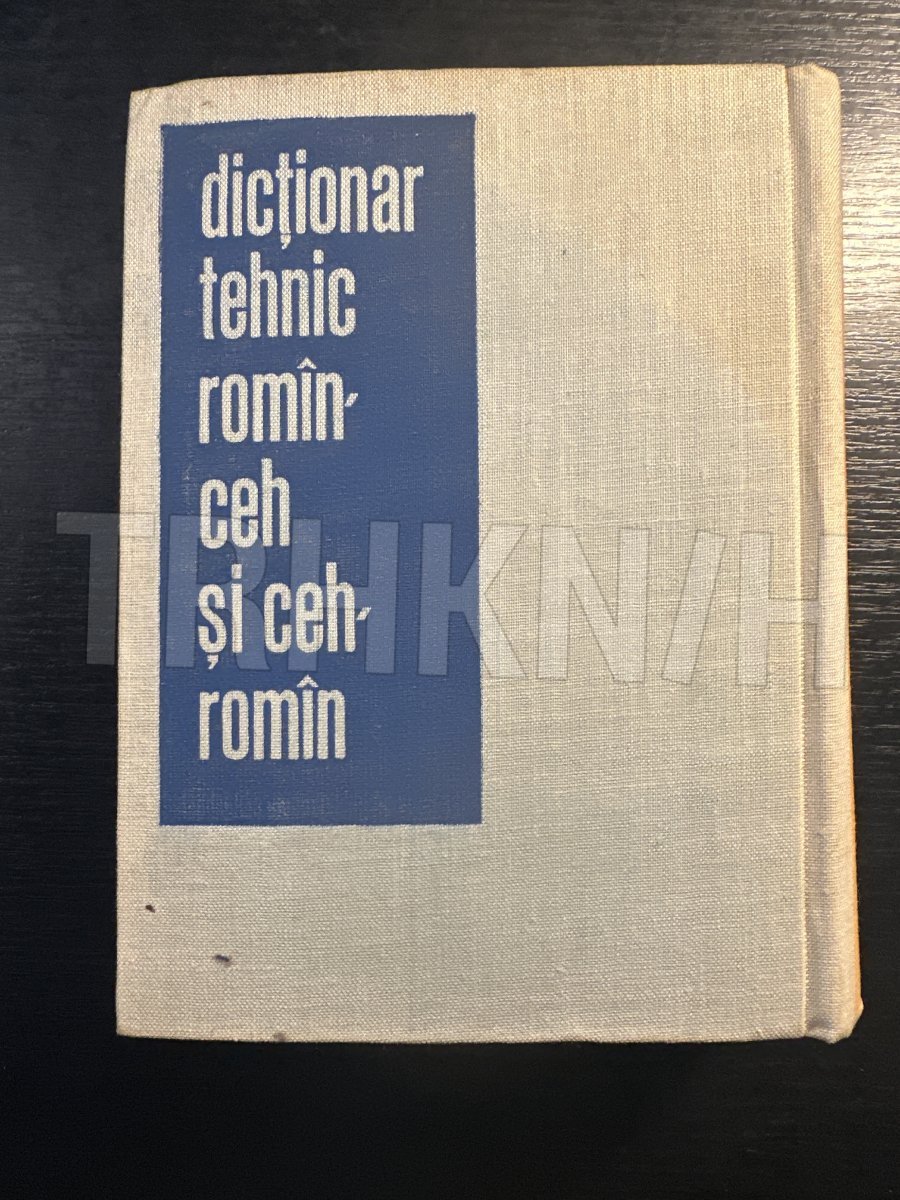 dicționar
tehnic
romîn-
ceh
și ceh-
romîn
TRHKNIH